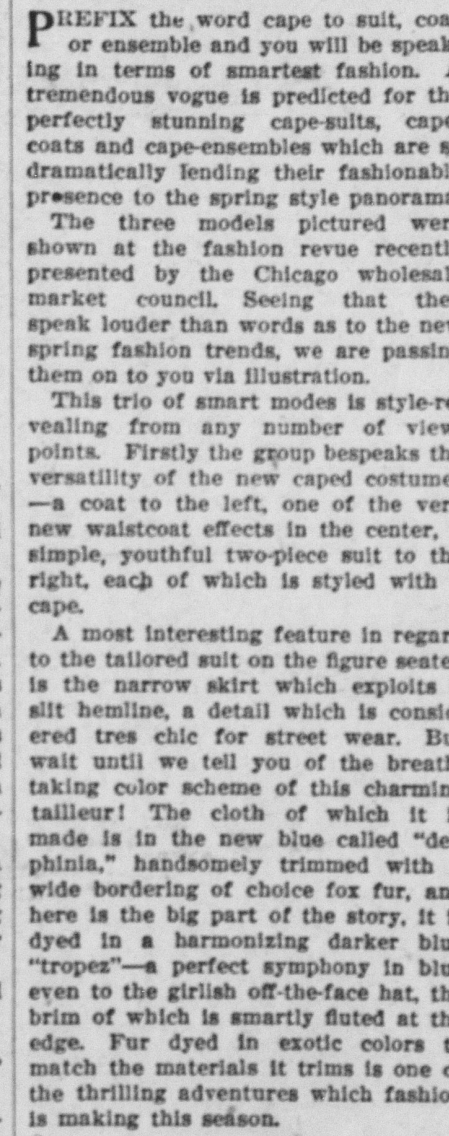 PREFIX the word cape to suit, coa
or ensemble and you will be speak
ing in terms of smartest fashion. A
tremendous vogue is predicted for th
perfectly stunning cape-suits, cape
coats and cape-ensembles which are s
dramatically lending their fashionabl
presence to the spring style panorama
The three models pictured wer
shown at the fashion revue recentl
presented by the Chicago wholesal
market council. Seeing that the
speak louder than words as to the new
spring fashion trends, we are passin
them on to you via illustration.
This trio of smart modes is style-re
vealing from any number of view
points. Firstly the group bespeaks th
versatility of the new caped costume
—a coat to the left, one of the ver
new waistcoat effects in the center,
simple, youthful two-piece suit to th
right, each of which is styled with
cape.
A most interesting feature in regar
to the tailored suit on the figure seate
is the narrow skirt which exploits
slit hemline, a detail which is consid
ered tres chic for street wear. Bu
wait until we tell you of the breath
taking color scheme of this charmin
tailleur! The cloth of which it i
made is in the new blue called "de
phinia," handsomely trimmed with
wide bordering of choice fox fur, an
here is the big part of the story, it i
dyed in a harmonizing darker blu
"tropez"—a perfect symphony in blu
even to the girlish off-the-face hat, th
brim of which is smartly fluted at th
edge. Fur dyed in exotic colors t
match the materials it trims is one o
the thrilling adventures which fashio
is making this season.